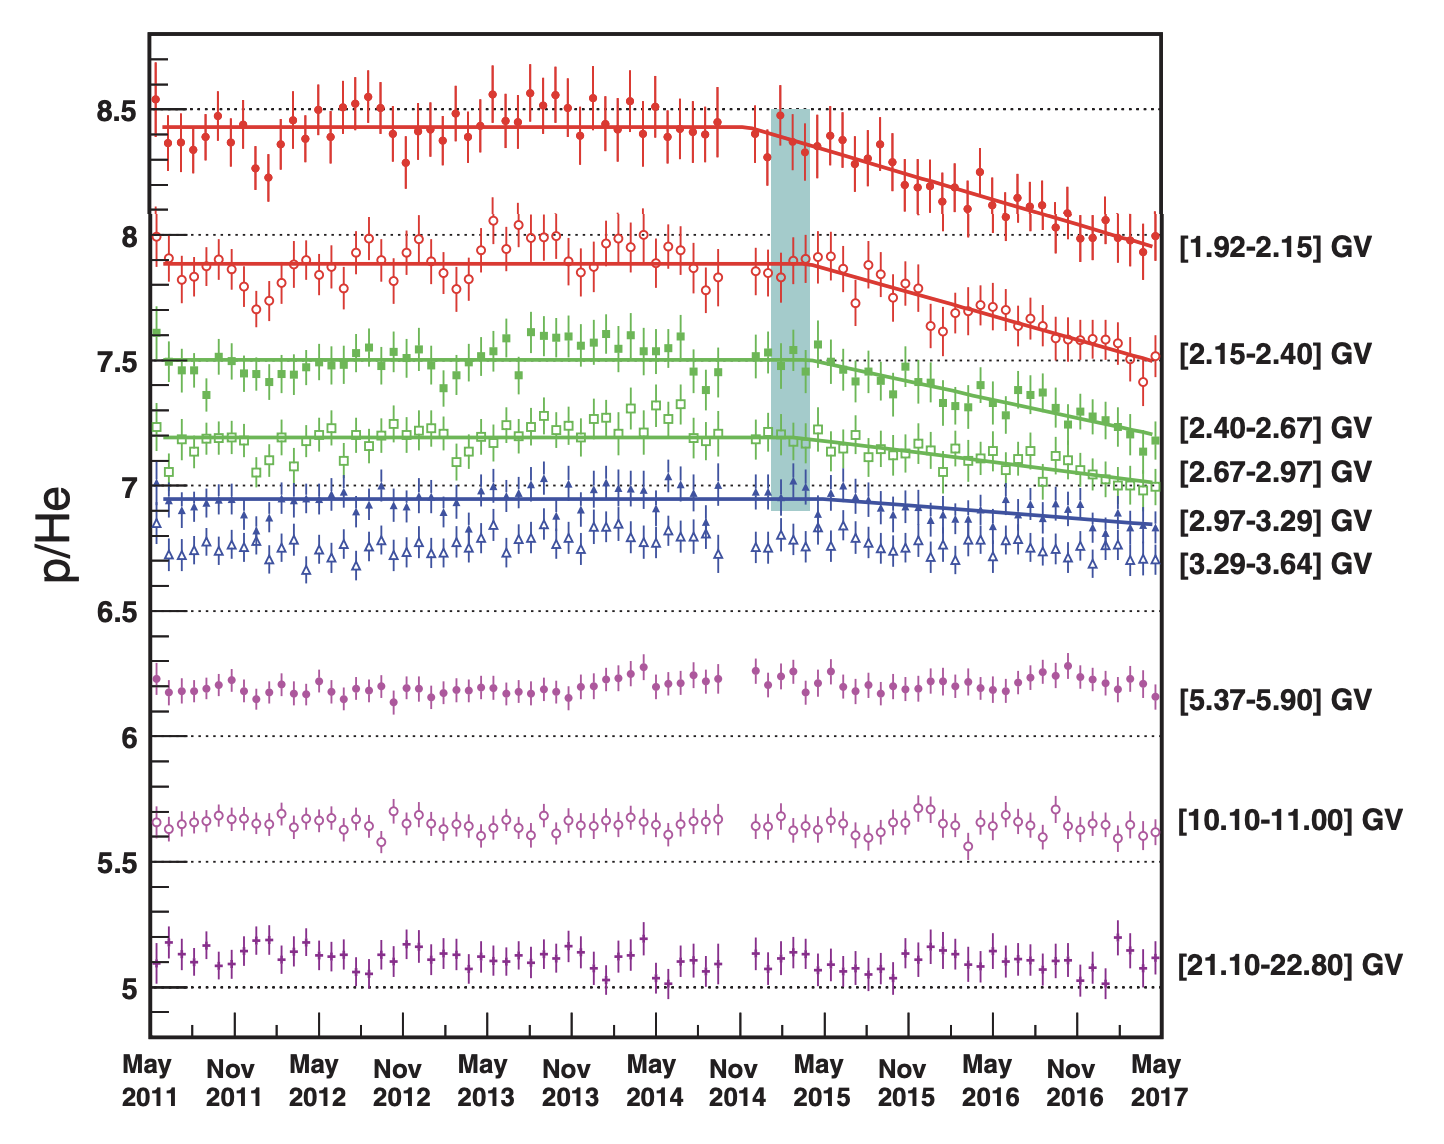 p/He
8.5
8
7.5
7
6.5
6
5.5
5
[1.92-2.15] GV
[2.15-2.40] GV
[2.40-2.67] GV
[2.67-2.97] GV
[2.97-3.29] GV
[3.29-3.64] GV
[5.37-5.90] GV
[10.10-11.00] GV
[21.10-22.80] GV
May Nov May Nov May Nov May Nov May Nov May Nov May
2011 2011 2012 2012 2013 2013 2014 2014 2015 2015 2016 2016 2017